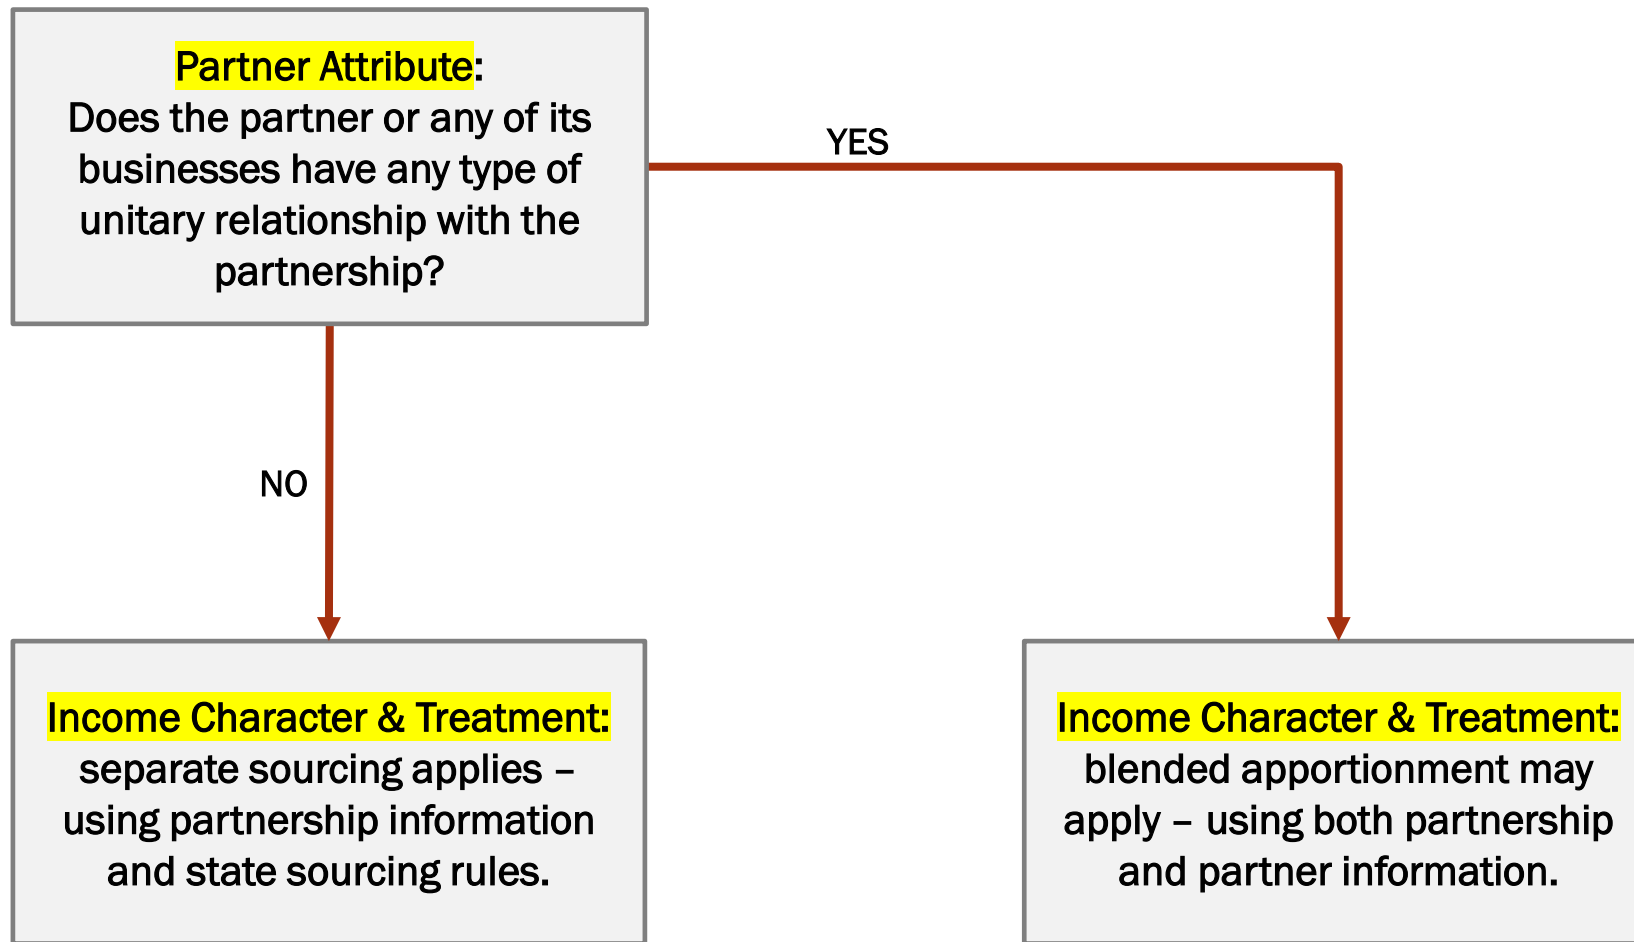 Partner Attribute:
Does the partner or any of its
businesses have any type of
unitary relationship with the
partnership?
YES
NO
Income Character & Treatment:
separate sourcing applies –
using partnership information
and state sourcing rules.
Income Character & Treatment:
blended apportionment may
apply – using both partnership
and partner information.